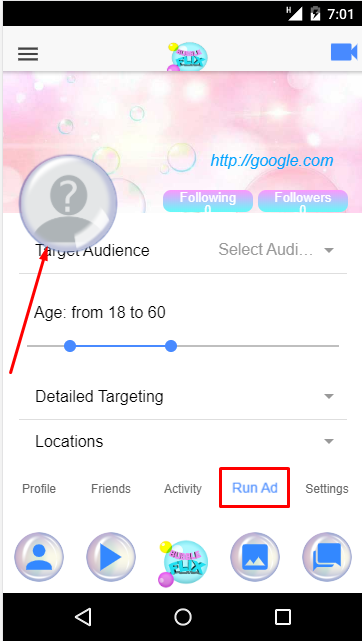 H 7:01
http://google.com
Following
0
Followers
0
Target Audience Select Audi...
Age: from 18 to 60
Detailed Targeting
Locations
Profile Friends Activity Run Ad Settings